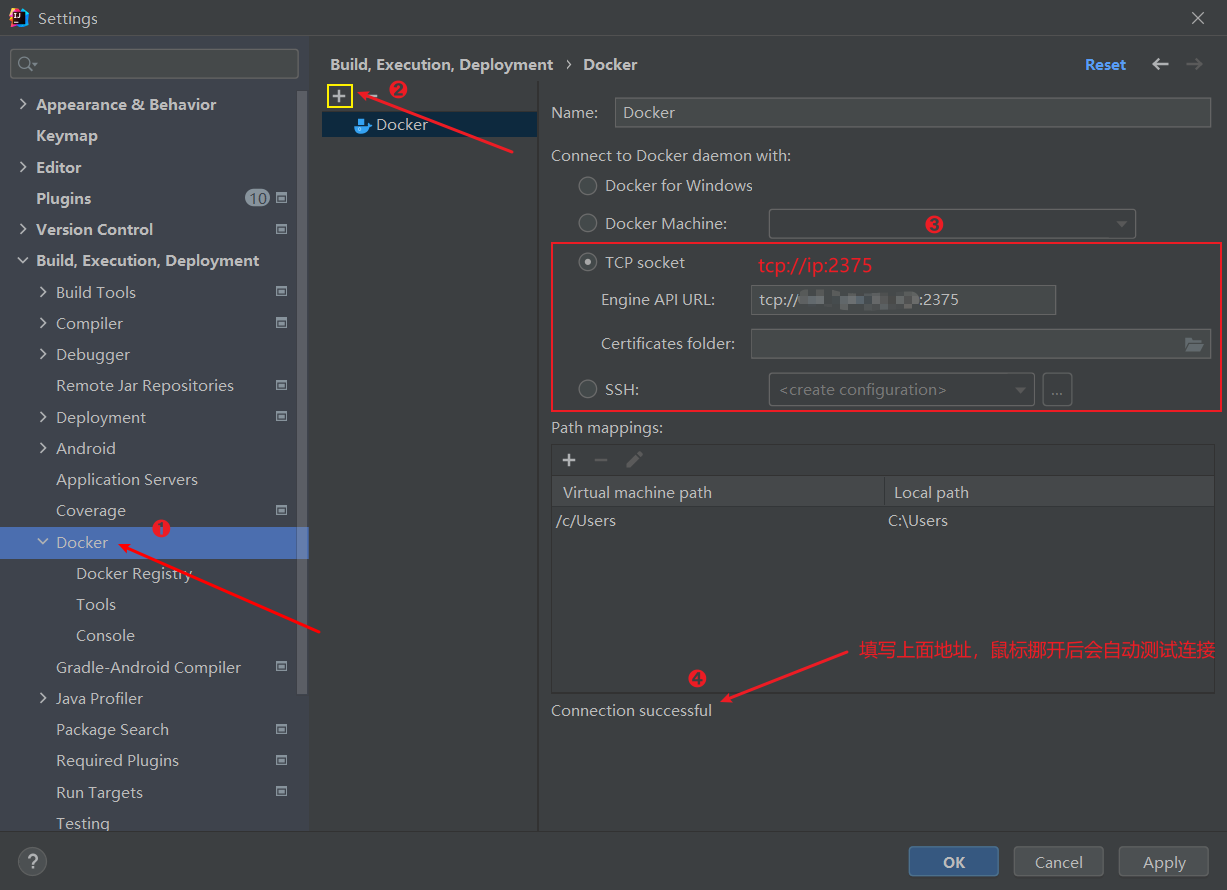 Settings
Build, Execution, Deployment › Docker
Reset
Appearance & Behavior
Keymap
Editor
Plugins
10
Version Control
Build, Execution, Deployment
Build Tools
Compiler
Debugger
Remote Jar Repositories
Deployment
Android
Application Servers
Coverage
❶
Docker
Docker Registry
Tools
Console
Gradle-Android Compiler
Java Profiler
Package Search
Required Plugins
Run Targets
Testing
❷
Docker
Name: Docker
Connect to Docker daemon with:
Docker for Windows
Docker Machine:
❸
TCP socket
tcp://ip:2375
Engine API URL: tcp:// :2375
Certificates folder:
SSH: <create configuration> ...
Path mappings:
Virtual machine path Local path
/c/Users C:\Users
填写上面地址，鼠标挪开后会自动测试连接
❹
Connection successful
?
OK Cancel Apply